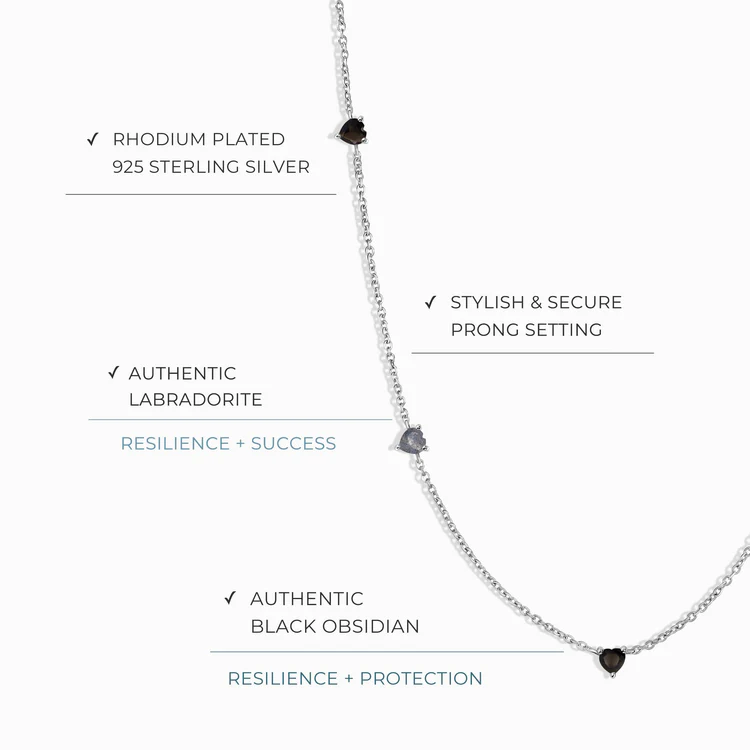 ✓ RHODIUM PLATED
925 STERLING SILVER
✓ STYLISH & SECURE
PRONG SETTING
✓ AUTHENTIC
LABRADORITE
RESILIENCE + SUCCESS
✓ AUTHENTIC
BLACK OBSIDIAN
RESILIENCE + PROTECTION